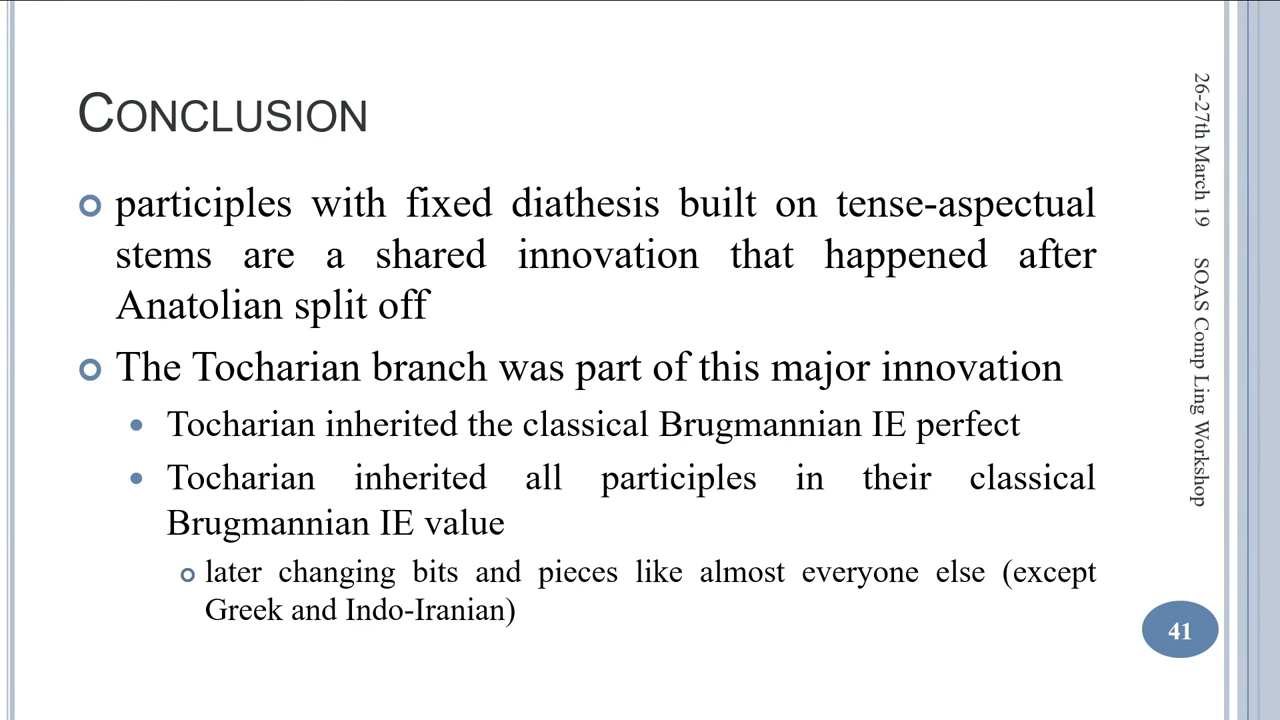 CONCLUSION
participles with fixed diathesis built on tense-aspectual
stems are a shared innovation that happened after
Anatolian split off
The Tocharian branch was part of this major innovation
Tocharian inherited the classical Brugmannian IE perfect
Tocharian inherited all participles in their classical
Brugmannian IE value
later changing bits and pieces like almost everyone else (except
Greek and Indo-Iranian)
26-27th March 19 SOAS Comp Ling Workshop
41